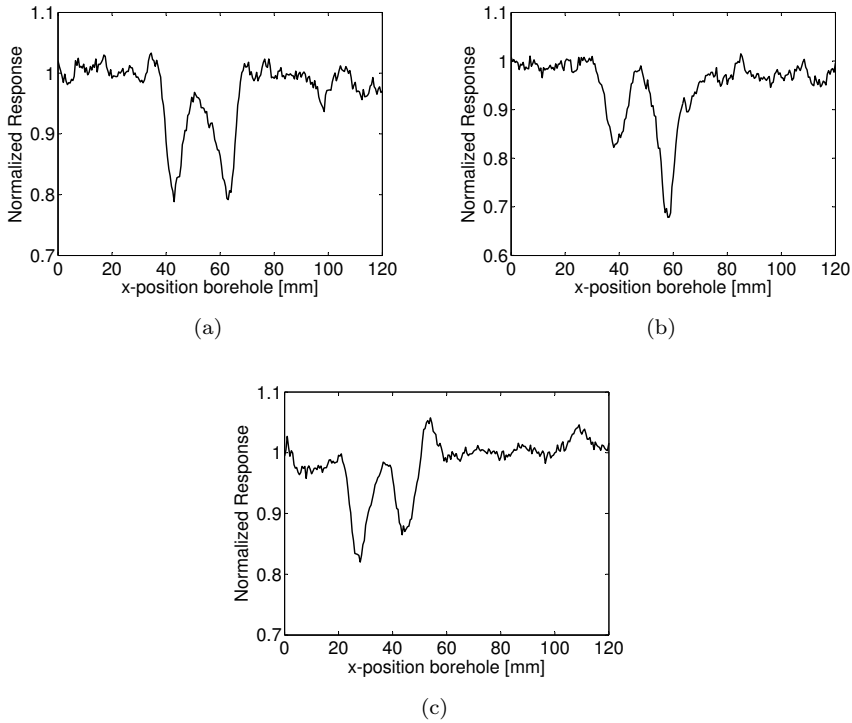 1.1
1
0.9
0.8
0.7
Normalized Response
0 20 40 60 80 100 120
x-position borehole [mm]
(a)
1.1
1
0.9
0.8
0.7
0.6
Normalized Response
0 20 40 60 80 100 120
x-position borehole [mm]
(b)
1.1
1
0.9
0.8
0.7
Normalized Response
0 20 40 60 80 100 120
x-position borehole [mm]
(c)